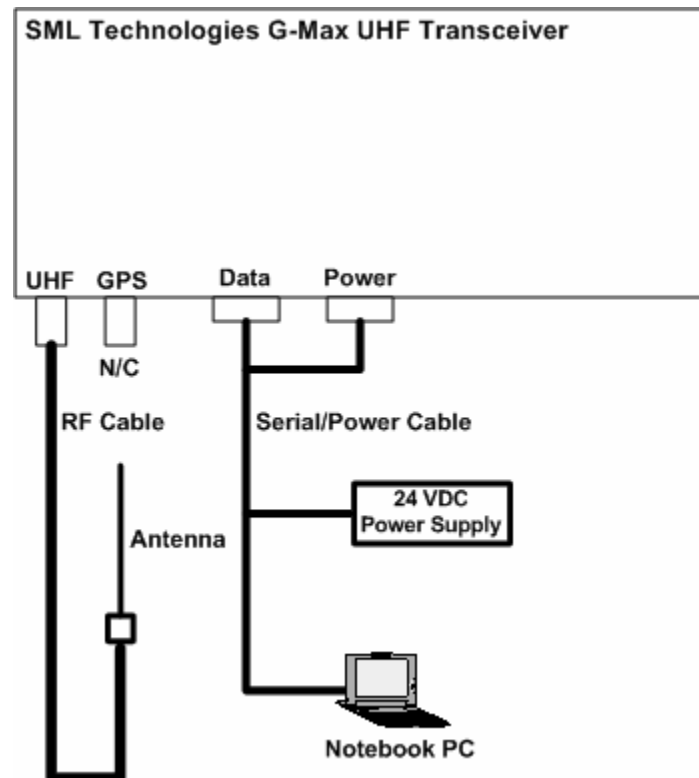 SML Technologies G-Max UHF Transceiver
UHF GPS Data Power
N/C
RF Cable Serial/Power Cable
24 VDC
Power Supply
Antenna
Notebook PC